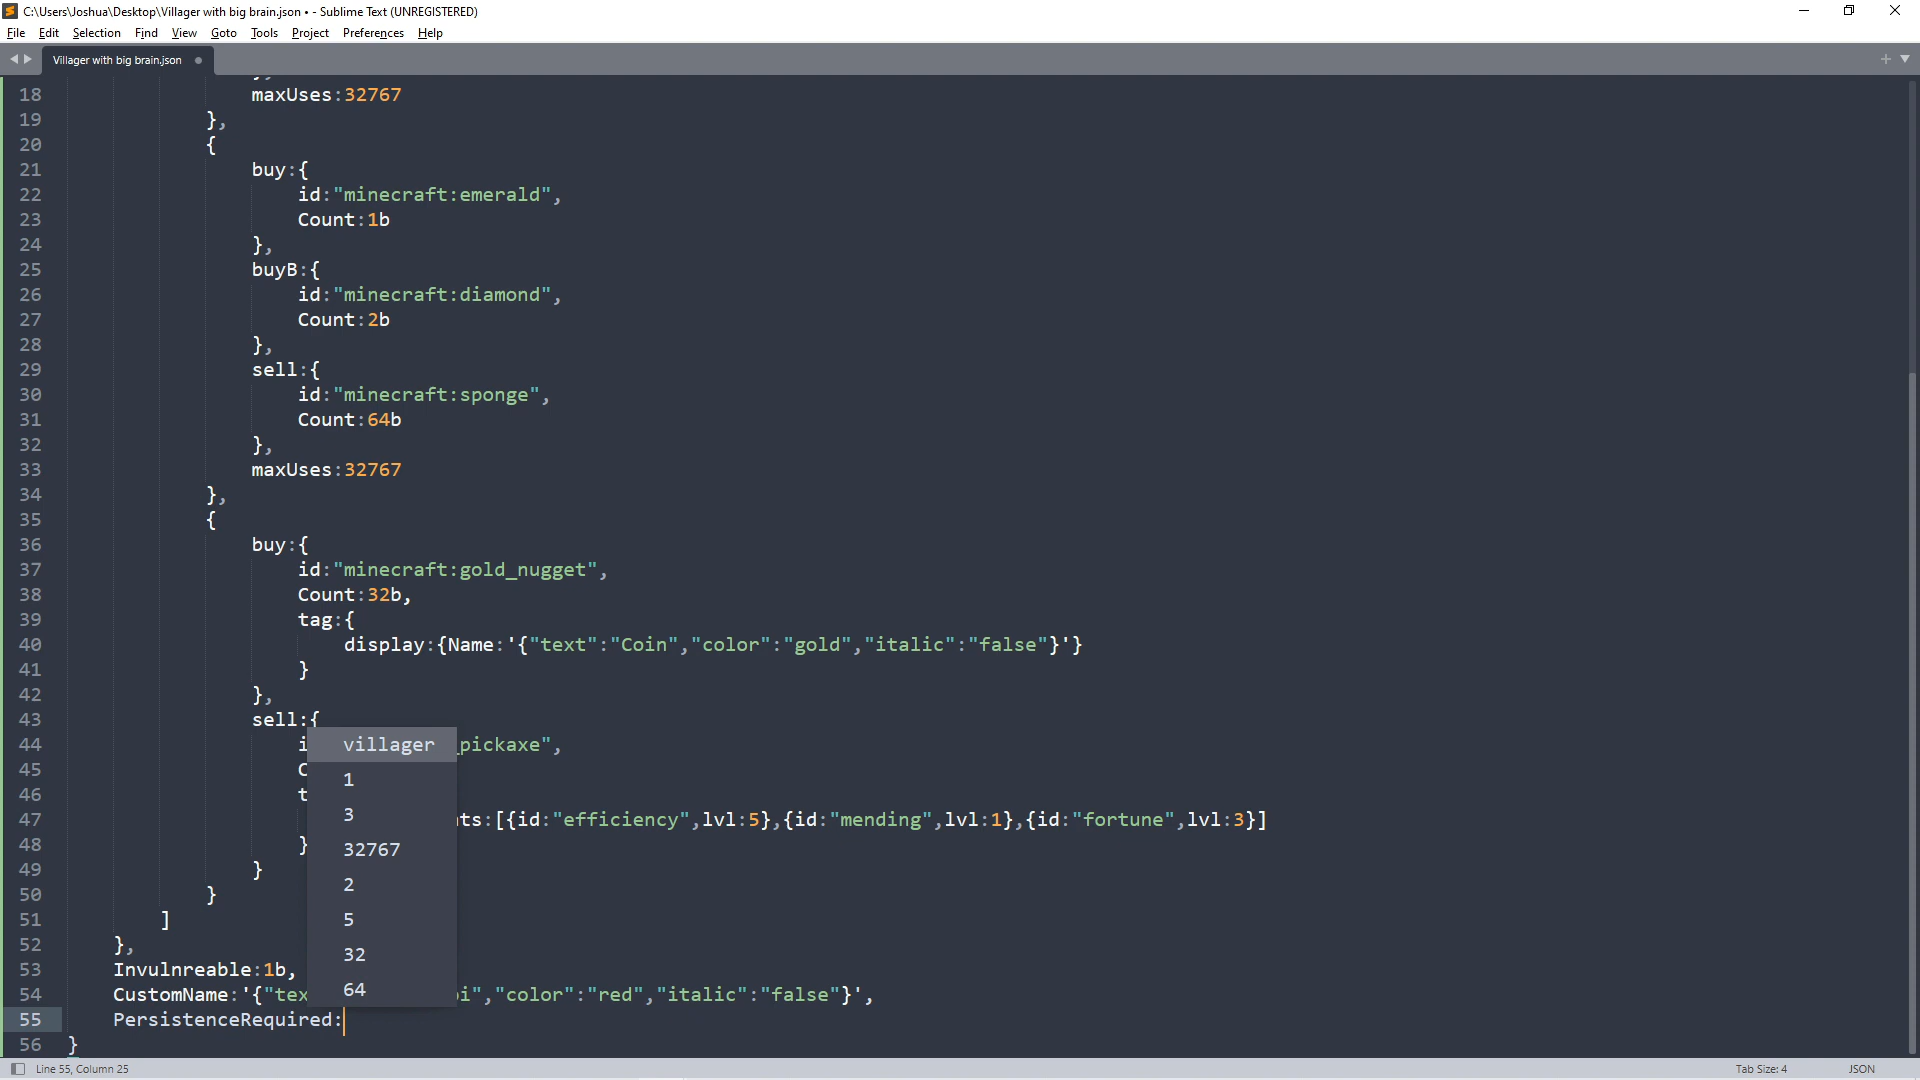 C:\Users\Joshua\Desktop\Villager with big brain.json • - Sublime Text (UNREGISTERED)
File Edit Selection Find View Goto Tools Project Preferences Help
Villager with big brain.json
18 maxUses:32767
19 },
20 {
21 buy:{
22 id:"minecraft:emerald",
23 Count:1b
24 },
25 buyB:{
26 id:"minecraft:diamond",
27 Count:2b
28 },
29 sell:{
30 id:"minecraft:sponge",
31 Count:64b
32 },
33 maxUses:32767
34 },
35 {
36 buy:{
37 id:"minecraft:gold_nugget",
38 Count:32b,
39 tag:{
40 display:{Name:'{"text":"Coin","color":"gold","italic":"false"}'}
41 }
42 },
43 sell:{
44 i villager _pickaxe",
45 C 1
46 t 3
47 ts:[{id:"efficiency",lvl:5},{id:"mending",lvl:1},{id:"fortune",lvl:3}]
48 } 32767
49 } 2
50 }
51 ] 5
52 }, 32
53 Invulnreable:1b,
54 CustomName:'{"tex 64 i","color":"red","italic":"false"}',
55 PersistenceRequired:
56 }
Line 55, Column 25 Tab Size: 4 JSON